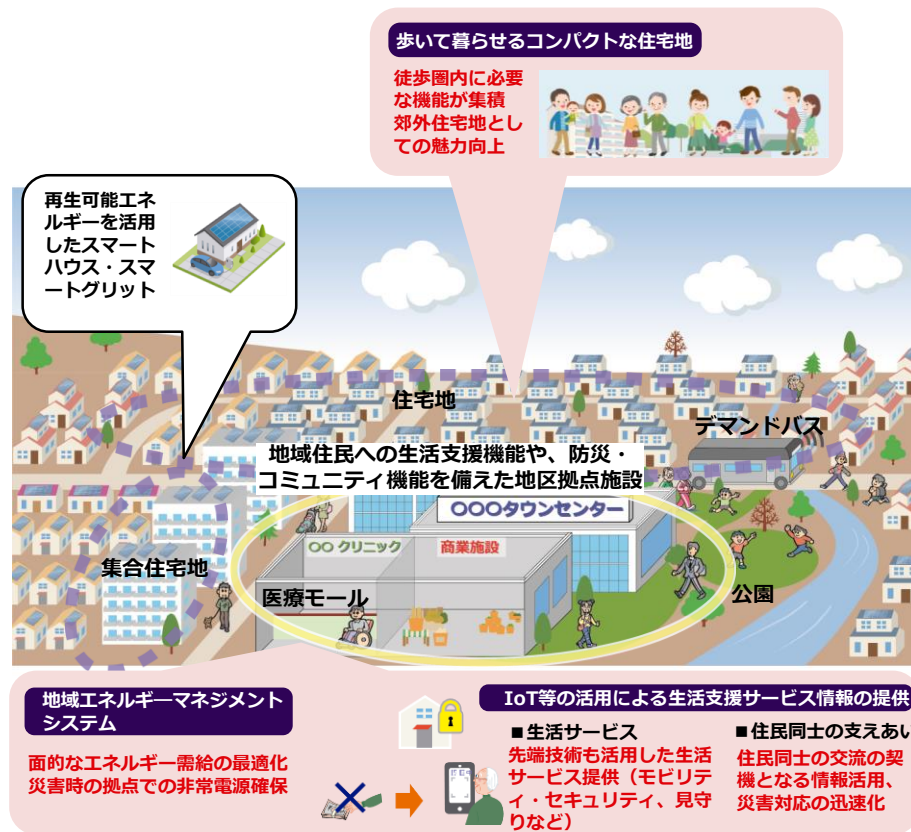 歩いて暮らせるコンパクトな住宅地
徒歩圏内に必要
な機能が集積
郊外住宅地とし
ての魅力向上
再生可能エネ
ルギーを活用
したスマート
ハウス・スマ
ートグリット
住宅地
デマンドバス
地域住民への生活支援機能や、防災・
コミュニティ機能を備えた地区拠点施設
〇〇〇タウンセンター
〇〇 クリニック
商業施設
集合住宅地
医療モール
公園
地域エネルギーマネジメント
システム
面的なエネルギー需給の最適化
災害時の拠点での非常電源確保
IoT等の活用による生活支援サービス情報の提供
■生活サービス
先端技術も活用した生活
サービス提供（モビリテ
ィ・セキュリティ、見守
りなど）
■住民同士の支えあい
住民同士の交流の契
機となる情報活用、
災害対応の迅速化